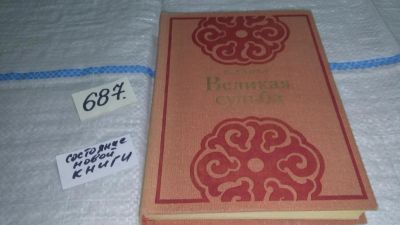 Великая
судьба
687.
состояние
новой
книги